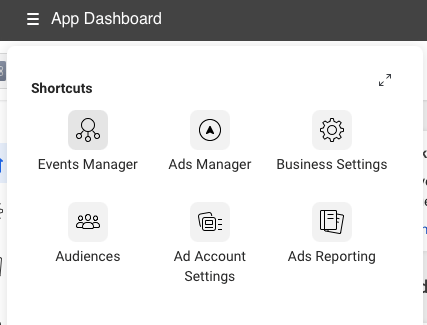 App Dashboard
Shortcuts
Events Manager
Ads Manager
Business Settings
Audiences
Ad Account
Settings
Ads Reporting